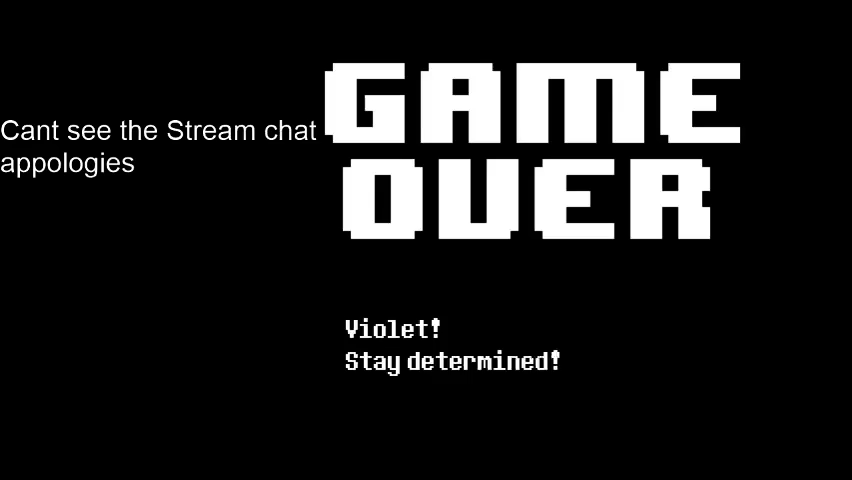 GAME
OVER
Cant see the Stream chat
appologies
Violet!
Stay determined!